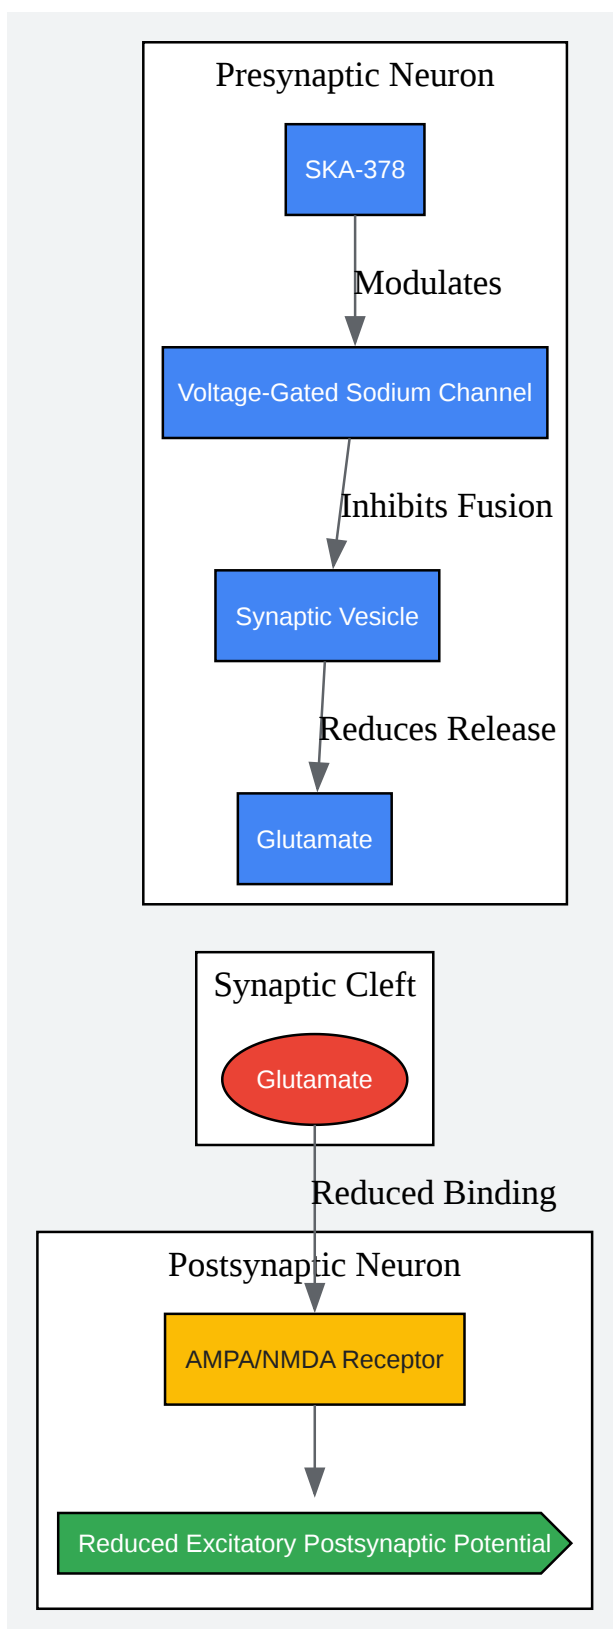 Presynaptic Neuron
SKA-378
Modulates
Voltage-Gated Sodium Channel
Inhibits Fusion
Synaptic Vesicle
Reduces Release
Glutamate
Synaptic Cleft
Glutamate
Reduced Binding
Postsynaptic Neuron
AMPA/NMDA Receptor
Reduced Excitatory Postsynaptic Potential